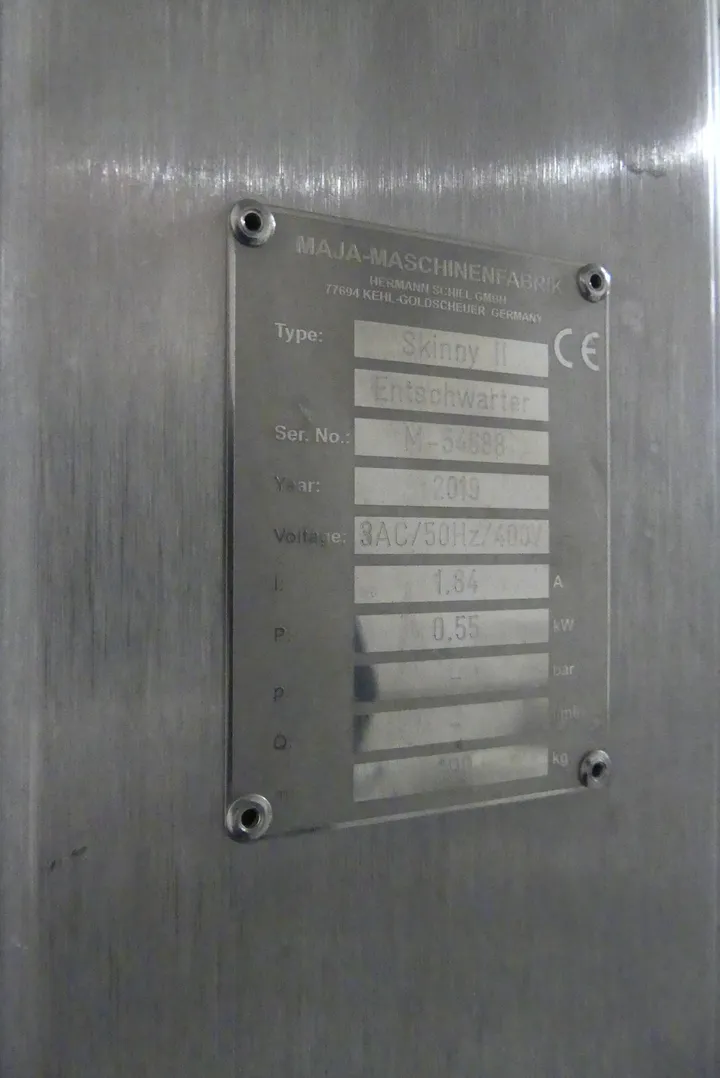 MAJA-MASCHINENFABRIK
HERMANN SCHILL GMBH
77694 KEHL-GOLDSCHEUER GERMANY
CE
Type: Skinny II
Entschwarter
Ser. No.: M-54688
Year: 2019
Voltage: 3AC/50Hz/400V
I: 1,84 A
P: 0,55 kW
P - bar
Q: -
kg